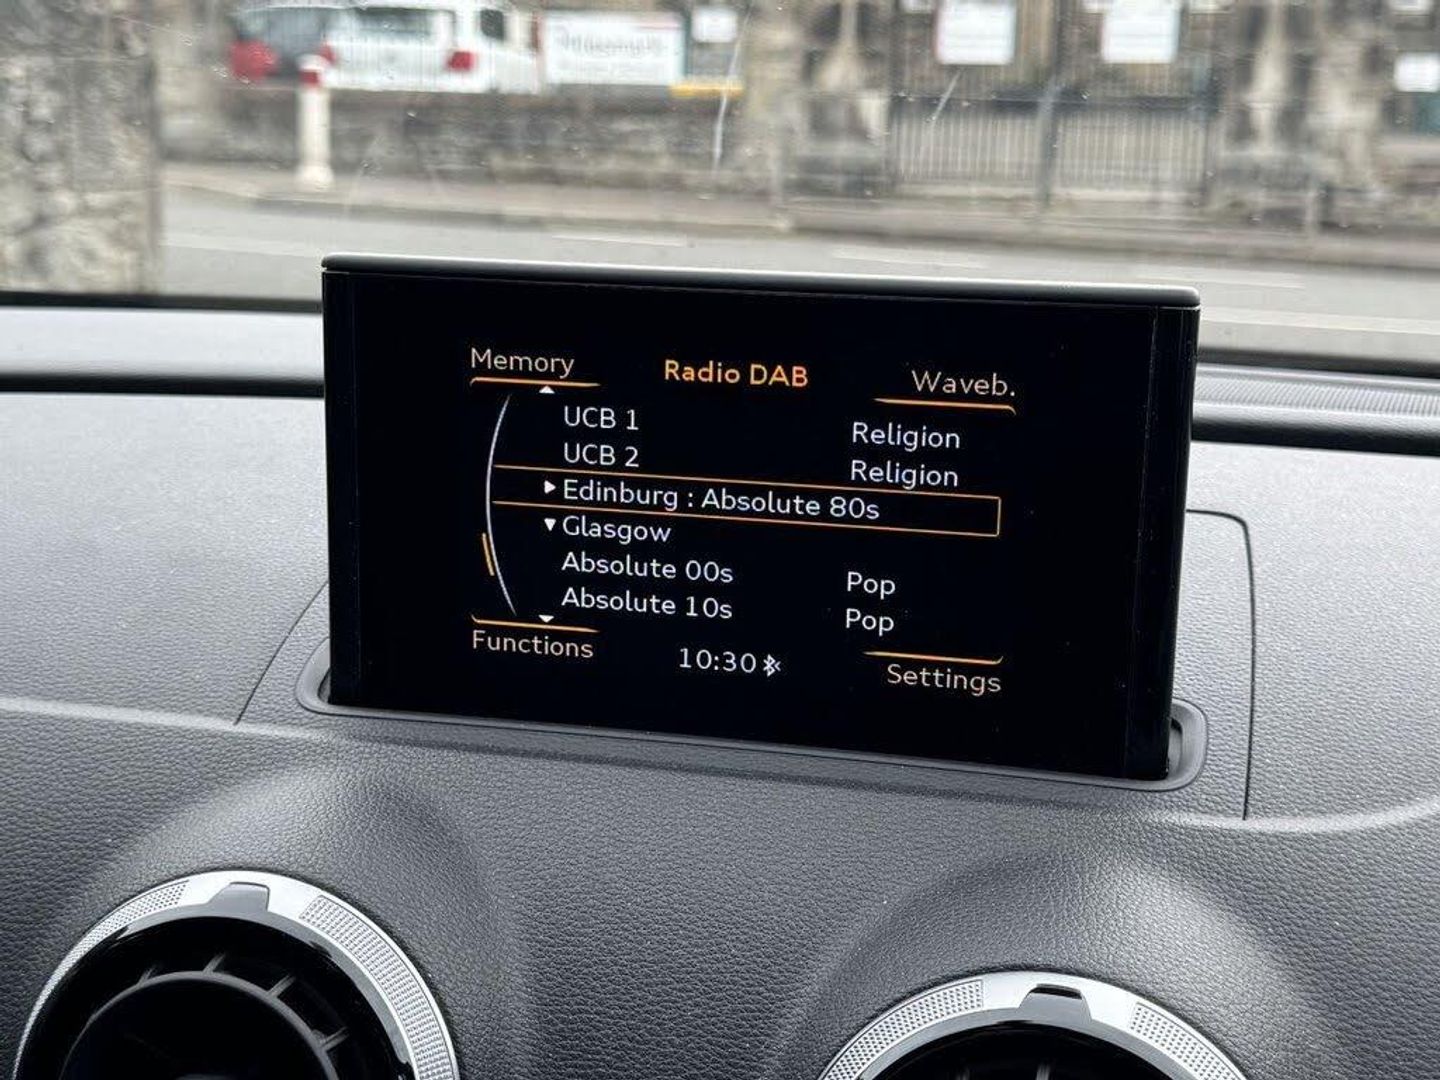 Memory Radio DAB Waveb.
UCB 1 Religion
UCB 2 Religion
Edinburg : Absolute 80s
Glasgow
Absolute 00s Pop
Absolute 10s Pop
Functions 10:30 Settings